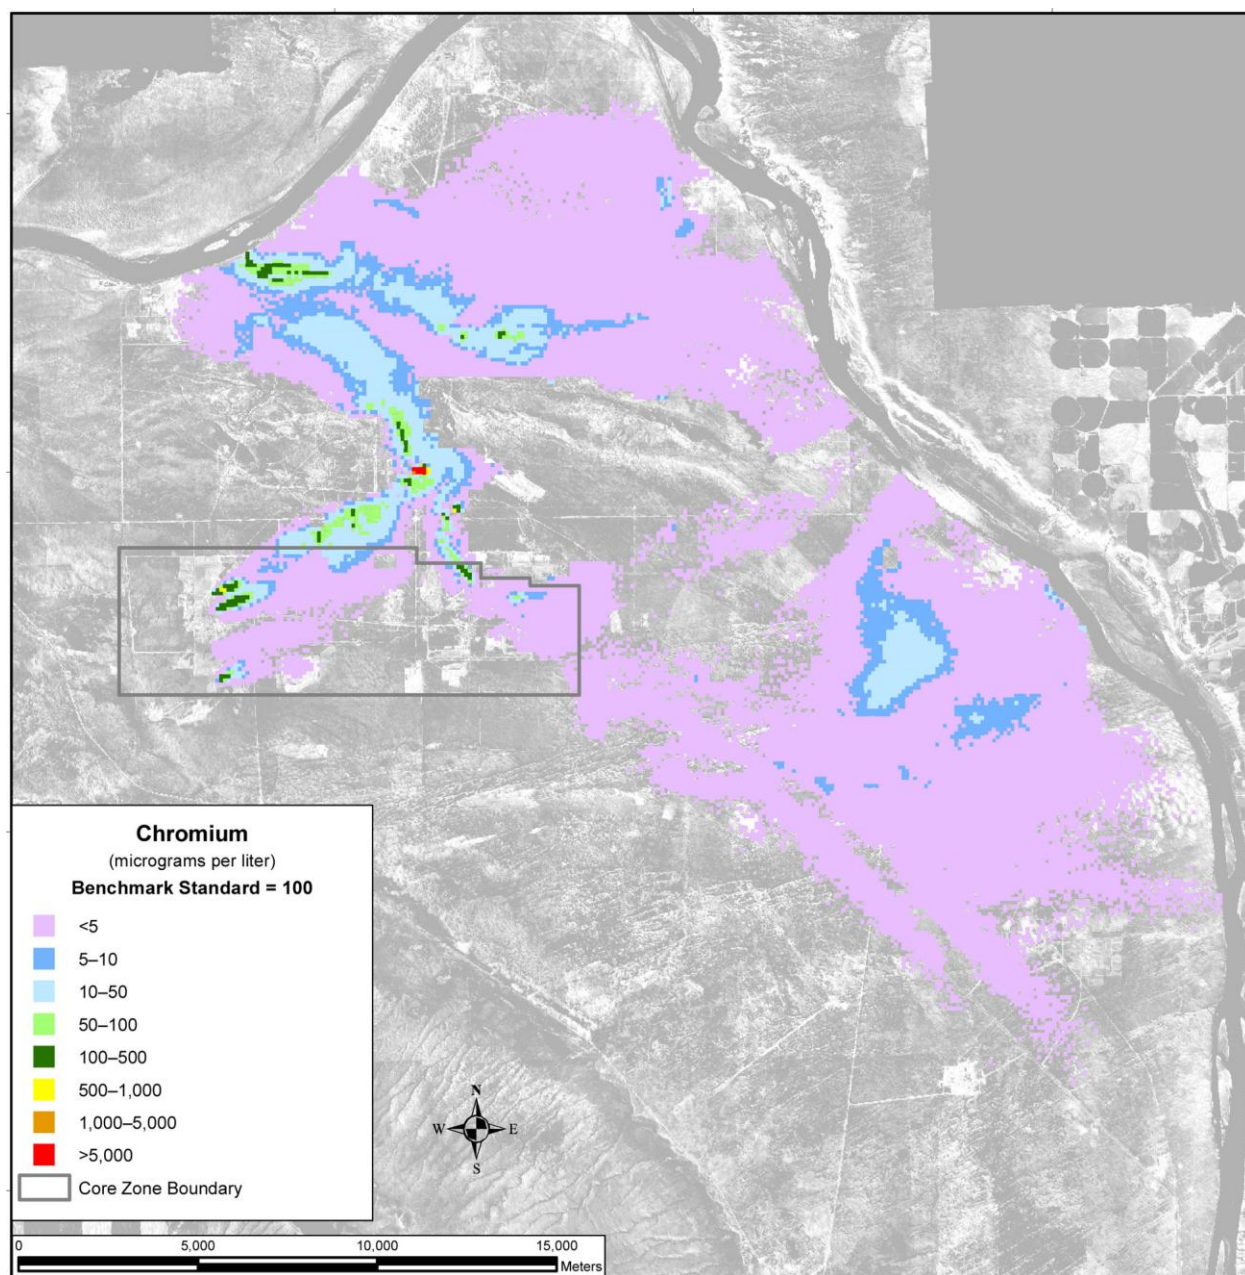 Chromium
(micrograms per liter)
Benchmark Standard = 100
<5
5–10
10–50
50–100
100–500
500–1,000
1,000–5,000
>5,000
Core Zone Boundary
N
W E
S
0 5,000 10,000 15,000
Meters